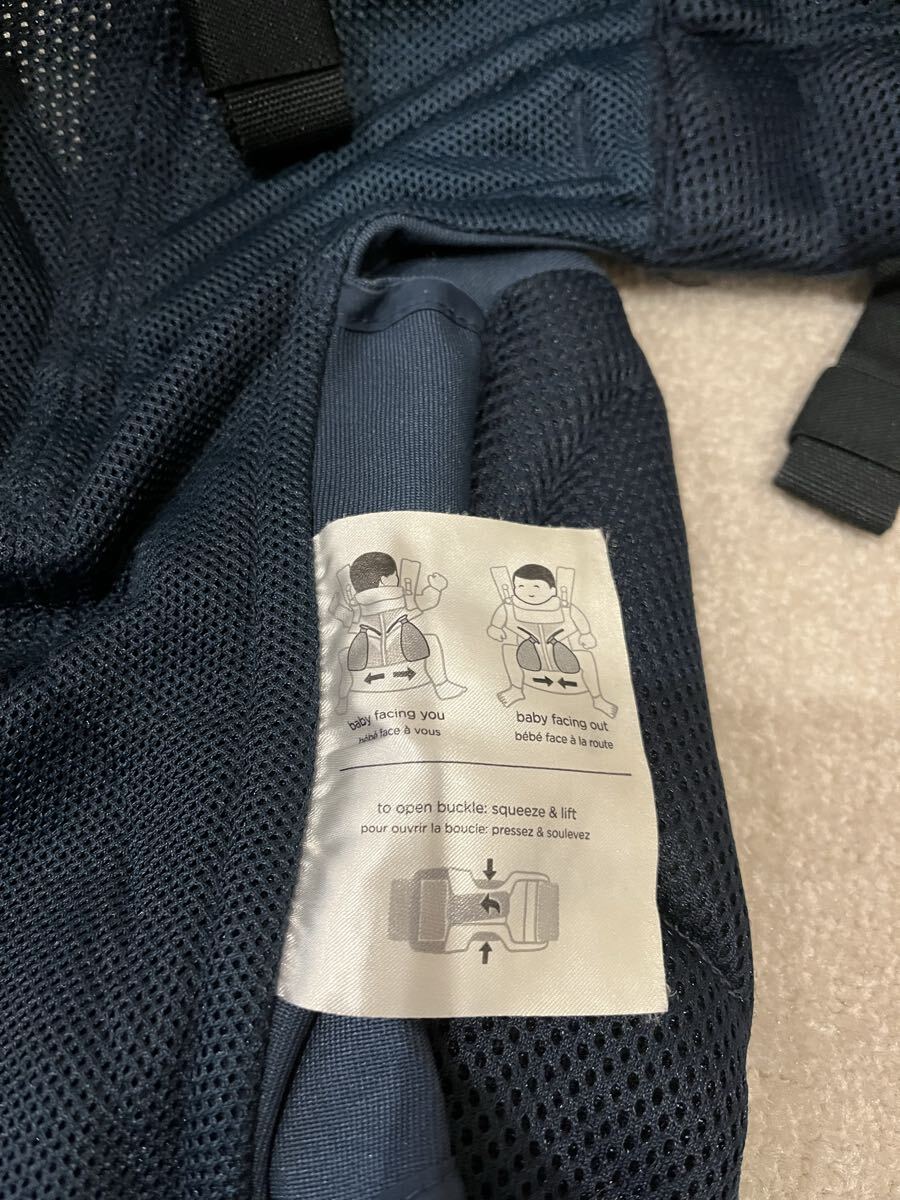 baby facing you
bébé face à vous
baby facing out
bébé face à la route
to open buckle: squeeze & lift
pour ouvrir la boucie: pressez & soulevez